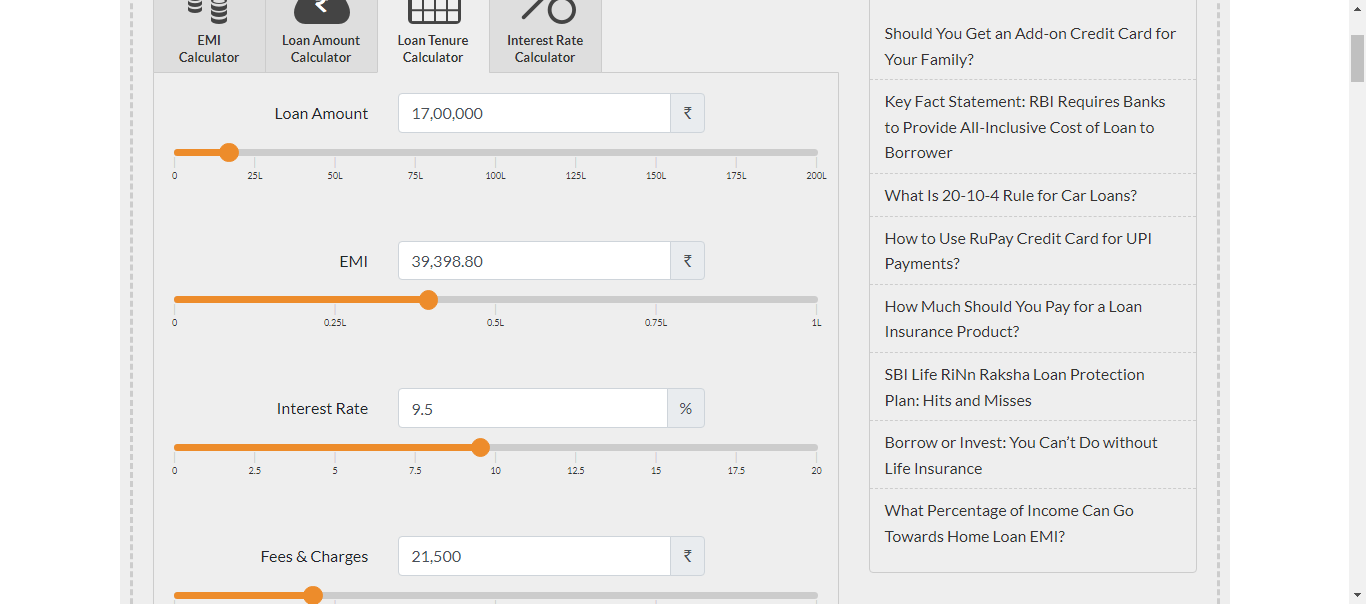 EMI
Calculator
₹
Loan Amount
Calculator
Loan Tenure
Calculator
Interest Rate
Calculator
Loan Amount
17,00,000
₹
0 25L 50L 75L 100L 125L 150L 175L 200L
EMI
39,398.80
₹
0 0.25L 0.5L 0.75L 1L
Interest Rate
9.5
%
0 2.5 5 7.5 10 12.5 15 17.5 20
Fees & Charges
21,500
₹
Should You Get an Add-on Credit Card for
Your Family?
Key Fact Statement: RBI Requires Banks
to Provide All-Inclusive Cost of Loan to
Borrower
What Is 20-10-4 Rule for Car Loans?
How to Use RuPay Credit Card for UPI
Payments?
How Much Should You Pay for a Loan
Insurance Product?
SBI Life RiNn Raksha Loan Protection
Plan: Hits and Misses
Borrow or Invest: You Can’t Do without
Life Insurance
What Percentage of Income Can Go
Towards Home Loan EMI?